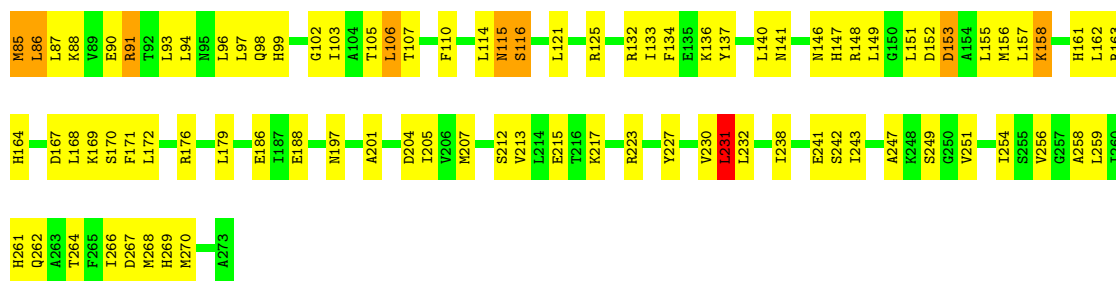 M85 L86 L87 K88 V89 E90 R91 T92 L93 L94 N95 L96 L97 Q98 H99 G102 I103 A104 T105 L106 T107 F110 L114 N115 S116 L121 R125 R132 I133 F134 E135 K136 Y137 L140 N141 N146 H147 R148 L149 G150 L151 D152 D153 A154 L155 M156 L157 K158 H161 L162
H164 D167 L168 K169 S170 F171 L172 R176 L179 E186 I187 E188 N197 A201 D204 I205 V206 M207 S212 V213 L214 E215 T216 K217 R223 Y227 V230 L231 L232 I238 E241 S242 I243 A247 K248 S249 G250 V251 I254 S255 V256 G257 A258 L259
H261 Q262 A263 T264 F265 I266 D267 M268 H269 M270 A273